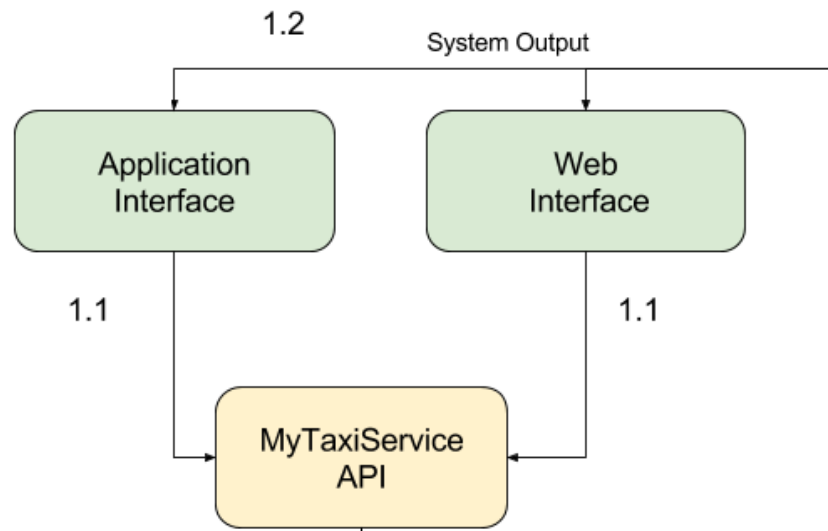 1.2
System Output
Application
Interface
Web
Interface
1.1
1.1
MyTaxiService
API